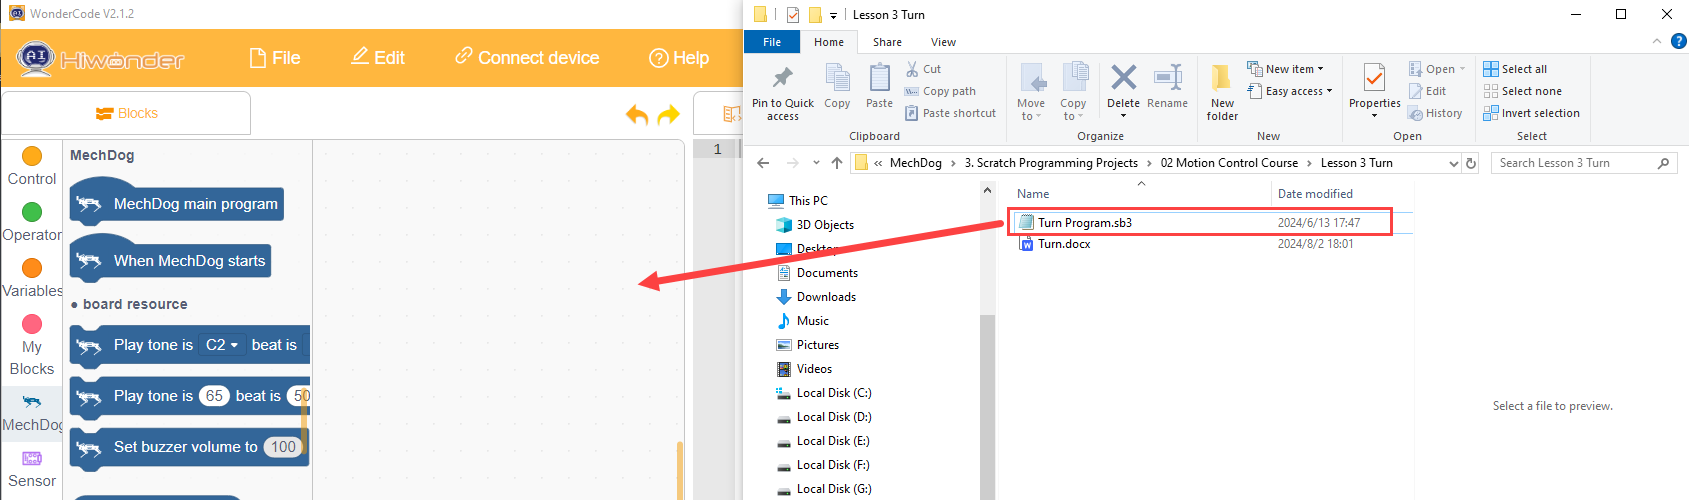 WonderCode V2.1.2
Hiwonder
File
Edit
Connect device
Help
Blocks
Control
Operator
Variables
My
Blocks
MechDog
Sensor
MechDog
MechDog main program
When MechDog starts
● board resource
Play tone is C2 beat is
Play tone is 65 beat is 50
Set buzzer volume to 100
1
Lesson 3 Turn
File Home Share View
Pin to Quick
access
Copy
Paste
Cut
Copy path
Paste shortcut
Clipboard
Move
to
Copy
to
Delete
Rename
Organize
New
folder
New item
Easy access
New
Properties
Open
Edit
History
Open
Select all
Select none
Invert selection
Select
« MechDog > 3. Scratch Programming Projects > 02 Motion Control Course > Lesson 3 Turn
Search Lesson 3 Turn
This PC
3D Objects
Desktop
Documents
Downloads
Music
Pictures
Videos
Local Disk (C:)
Local Disk (D:)
Local Disk (E:)
Local Disk (F:)
Local Disk (G:)
Name Date modified
Turn Program.sb3 2024/6/13 17:47
Turn.docx 2024/8/2 18:01
Select a file to preview.